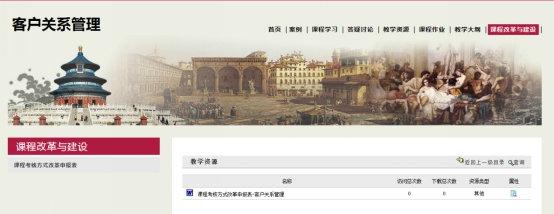 客户关系管理
首页 | 案例 | 课程学习 | 答疑讨论 | 教学资源 | 课程作业 | 教学大纲 | 课程改革与建设 |
课程改革与建设
课程考核方式改革申报表
教学资源
返回上一级目录 查询
名称 访问总次数 下载总次数 资源类型 属性
课程考核方式改革申报表-客户关系管理 0 0 其他